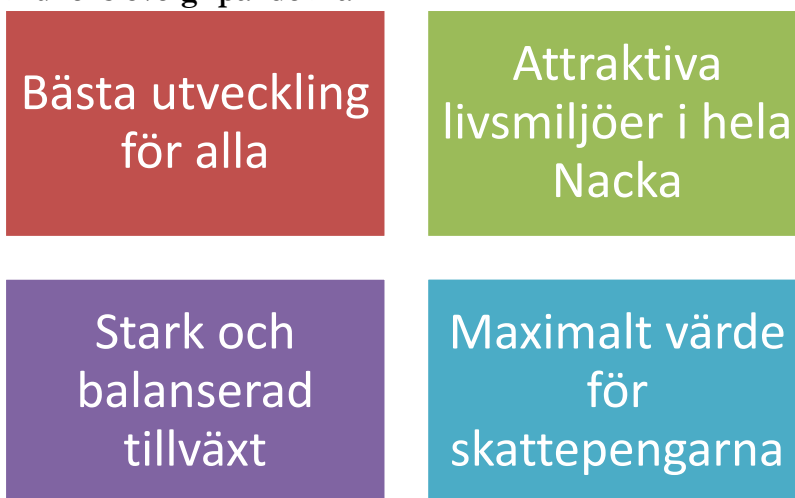 Bästa utveckling
för alla
Attraktiva
livsmiljöer i hela
Nacka
Stark och
balanserad
tillväxt
Maximalt värde
för
skattepengarna